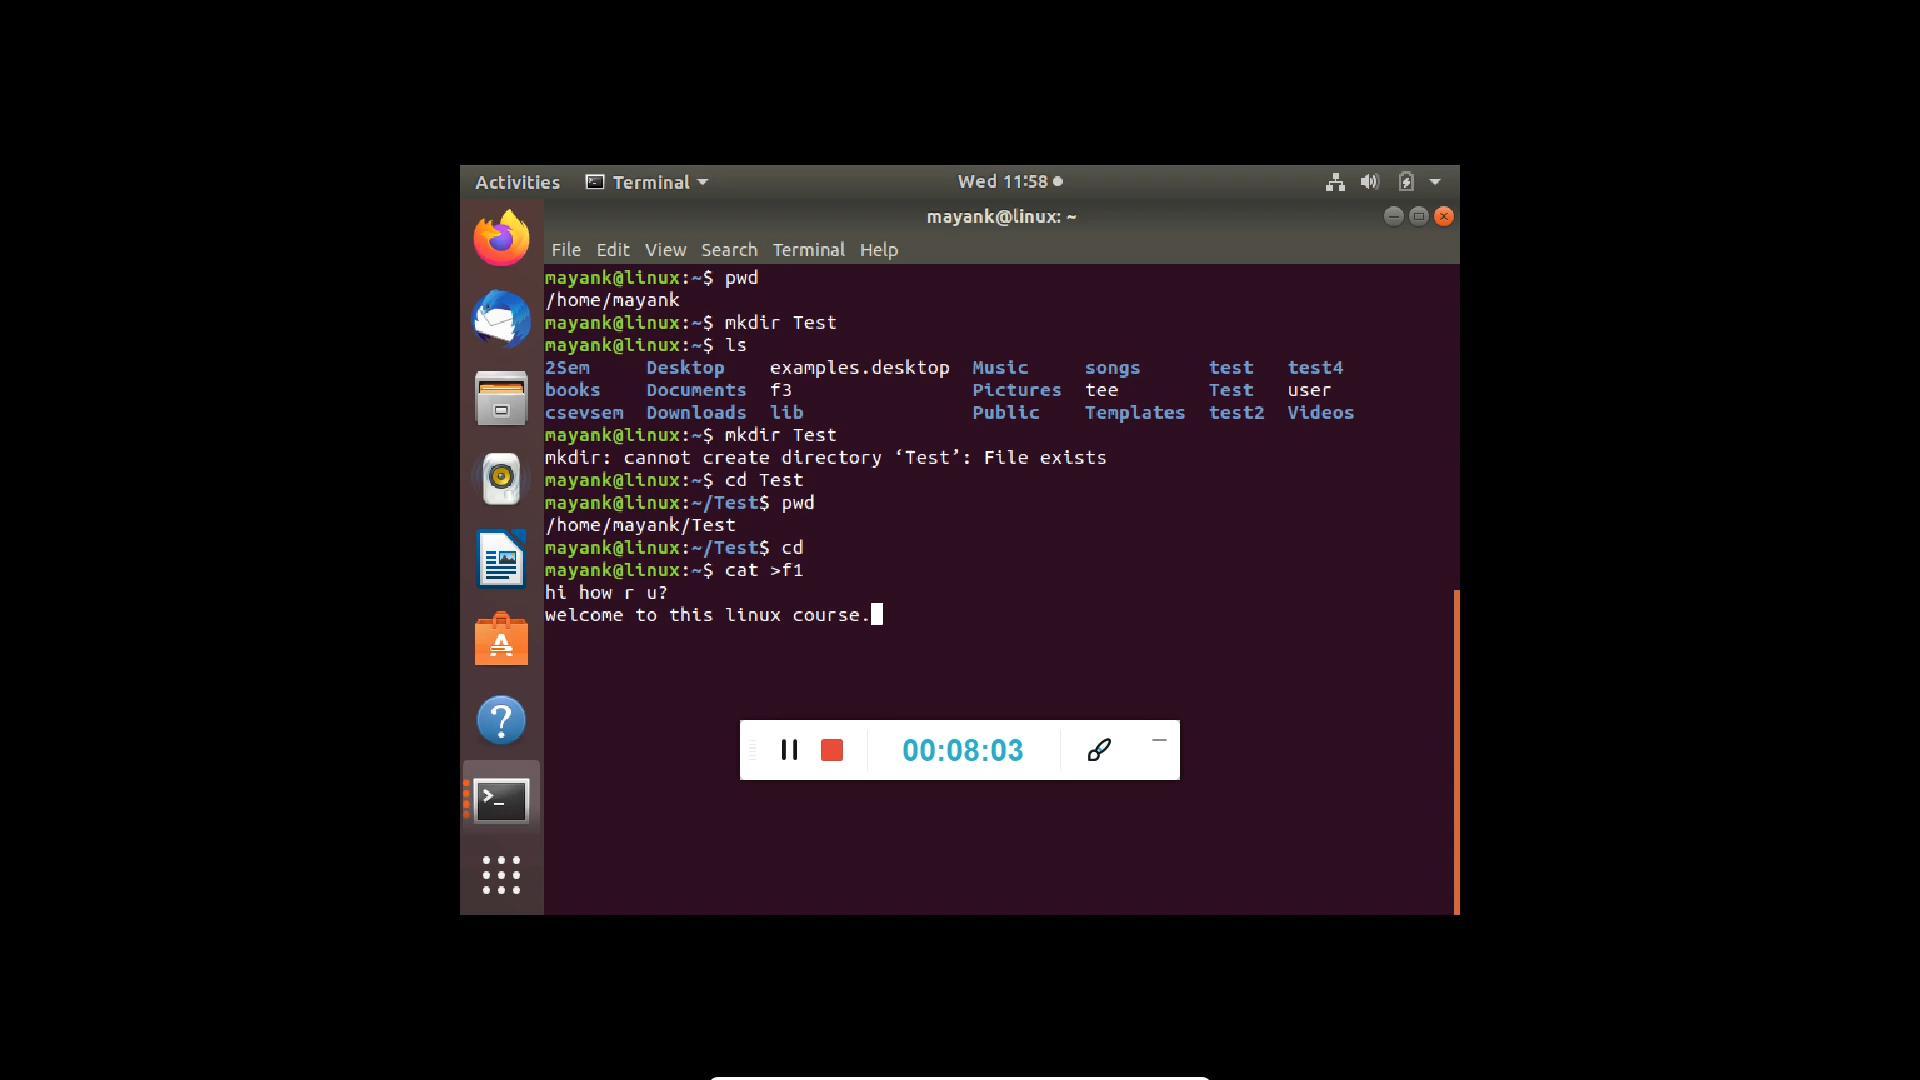 Activities Terminal Wed 11:58
mayank@linux: ~
File Edit View Search Terminal Help
mayank@linux:~$ pwd
/home/mayank
mayank@linux:~$ mkdir Test
mayank@linux:~$ ls
2Sem Desktop examples.desktop Music songs test test4
books Documents f3 Pictures tee Test user
csevsem Downloads lib Public Templates test2 Videos
mayank@linux:~$ mkdir Test
mkdir: cannot create directory ‘Test’: File exists
mayank@linux:~$ cd Test
mayank@linux:~/Test$ pwd
/home/mayank/Test
mayank@linux:~/Test$ cd
mayank@linux:~$ cat >f1
hi how r u?
welcome to this linux course.
00:08:03